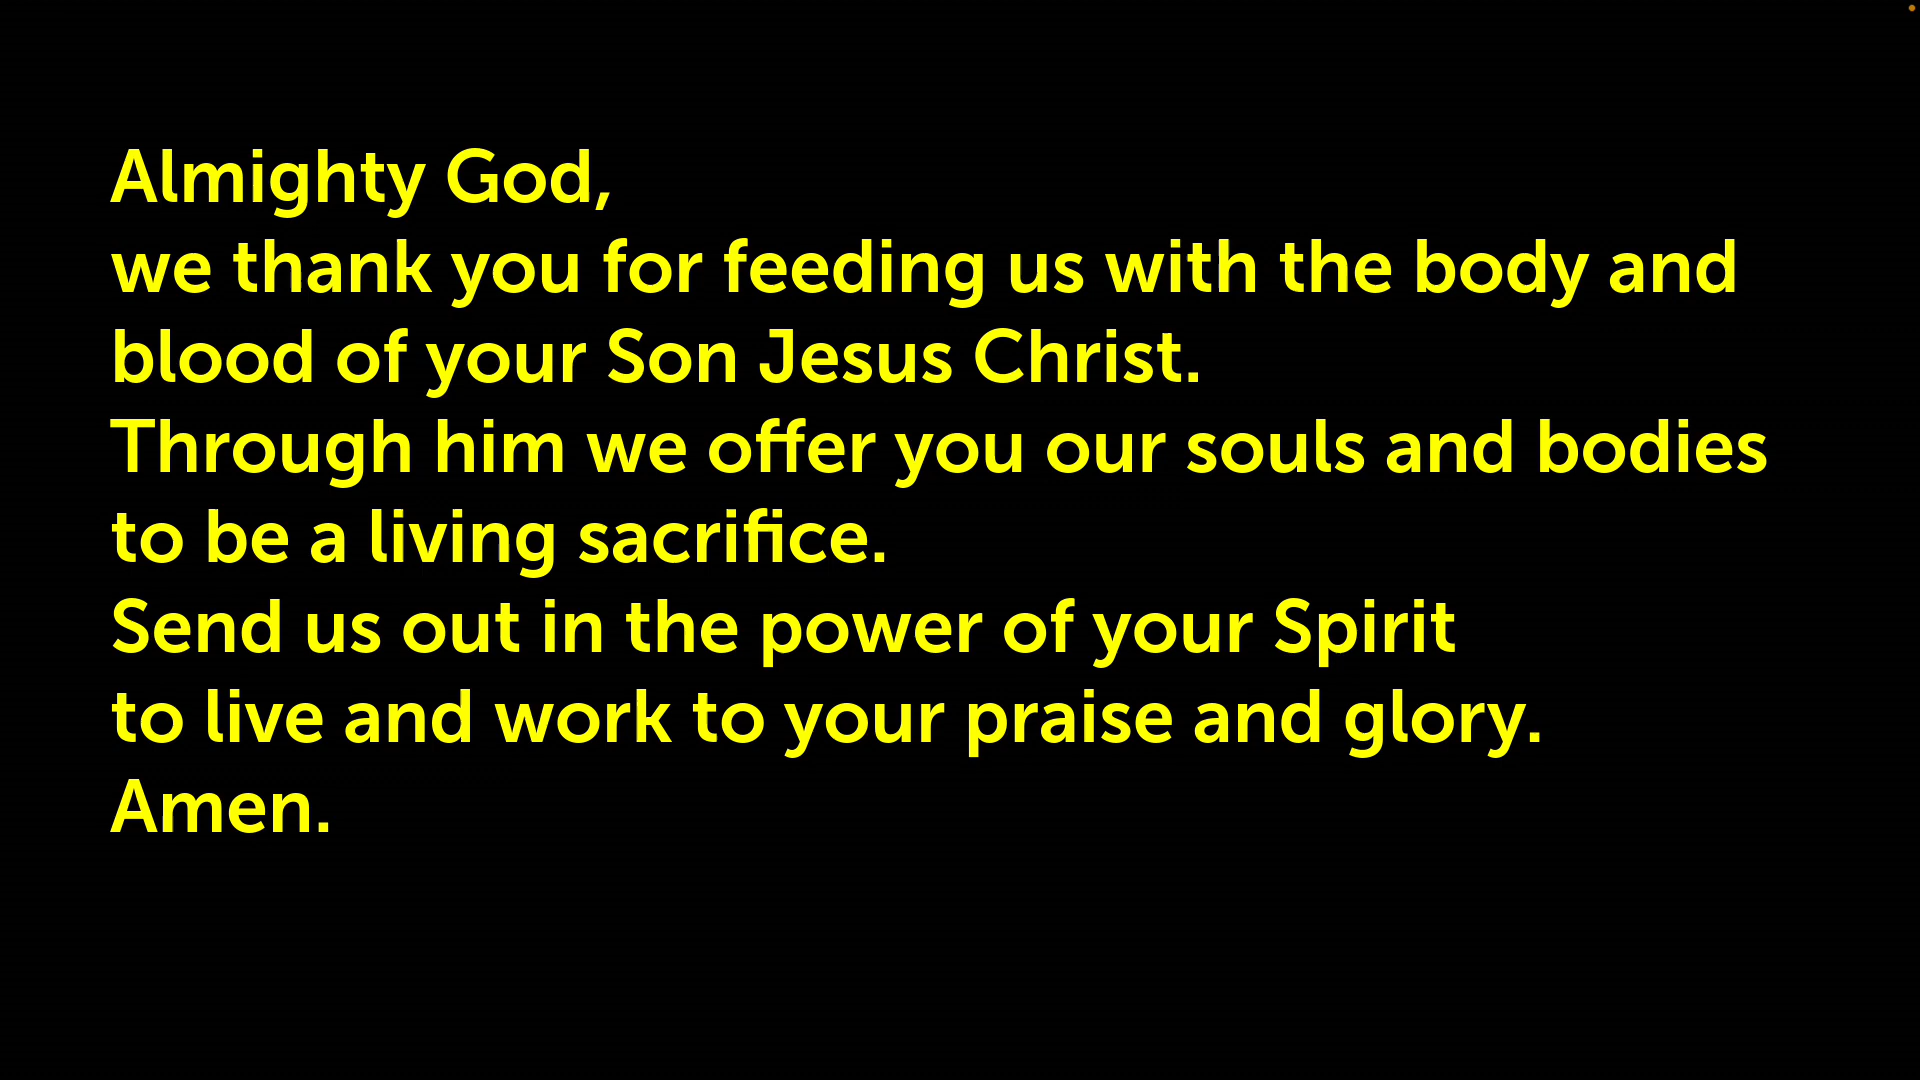 Almighty God,
we thank you for feeding us with the body and
blood of your Son Jesus Christ.
Through him we offer you our souls and bodies
to be a living sacrifice.
Send us out in the power of your Spirit
to live and work to your praise and glory.
Amen.